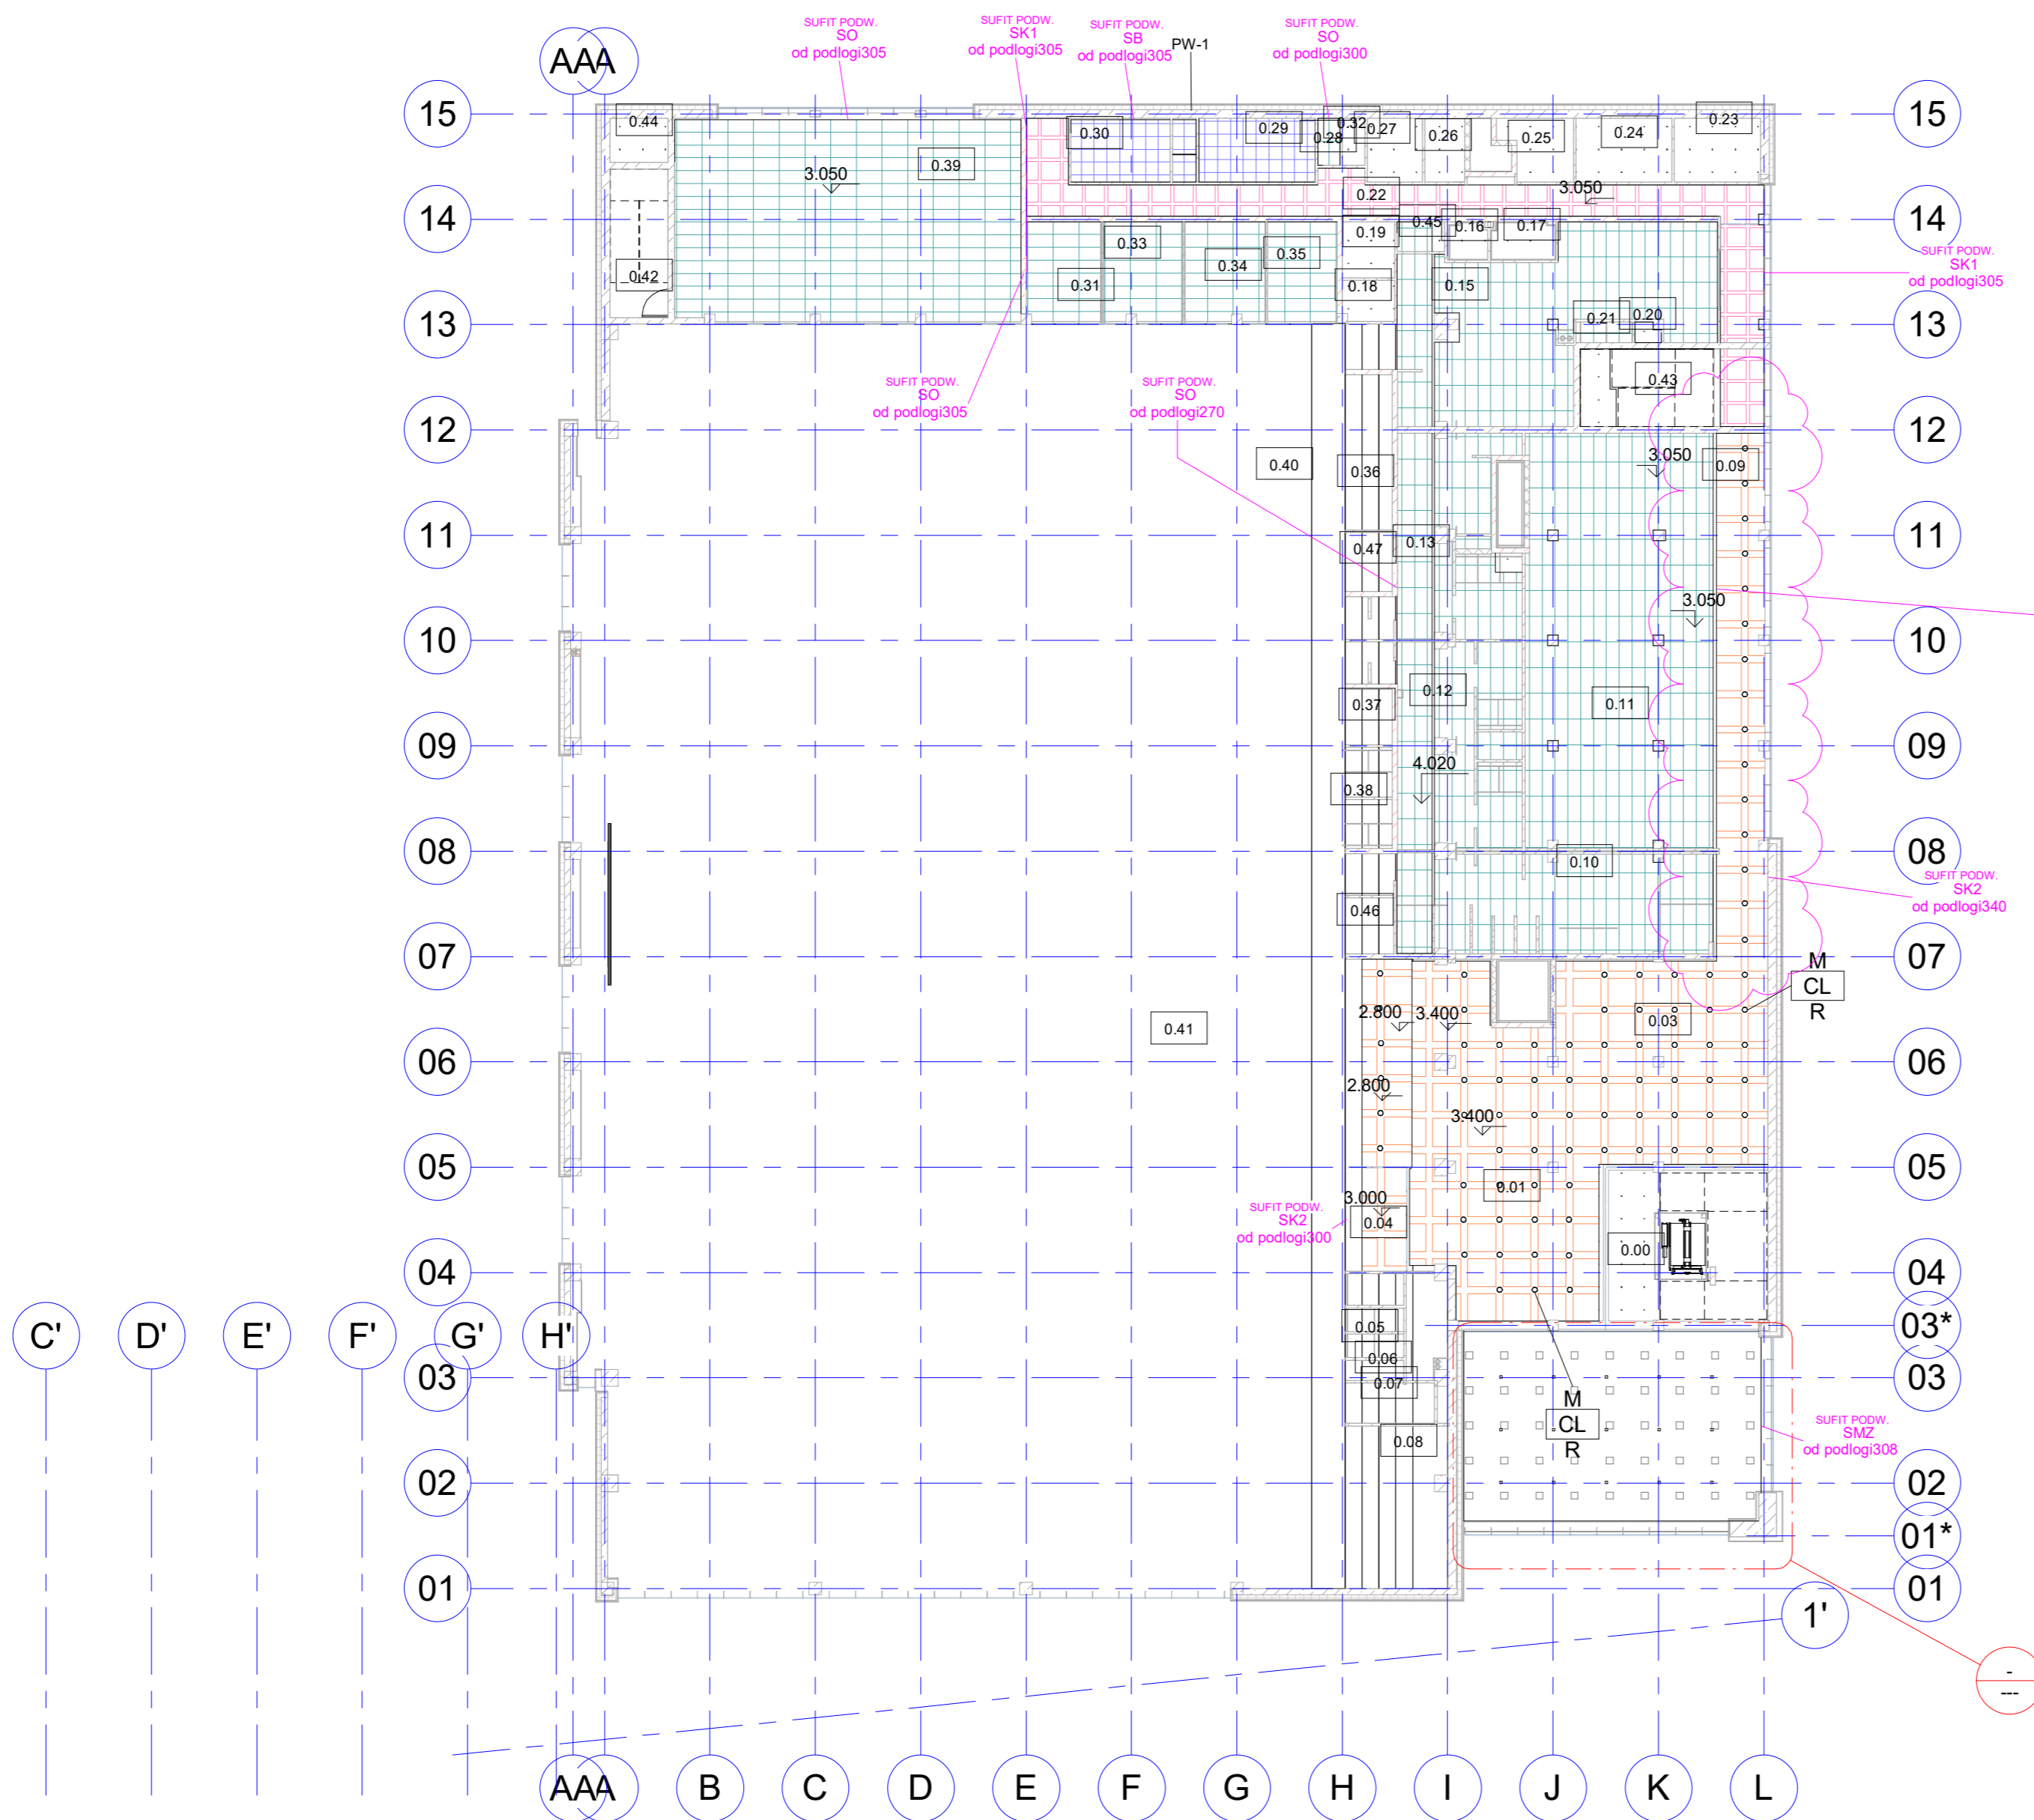 SUFIT PODW.
SO
od podlogi305
SUFIT PODW.
SK1
od podlogi305
SUFIT PODW.
SB
od podlogi305
PW-1
SUFIT PODW.
SO
od podlogi300
AA
A
15
0.44
0.39
3.050
0.30
0.29
0.28
0.32
0.27
0.26
0.25
0.24
0.23
15
14
0.22
3.050
14
0.42
0.33
0.31
0.34
0.35
0.19
0.18
0.45
0.16
0.17
0.15
0.21
0.20
SUFIT PODW.
SK1
od podlogi305
13
13
SUFIT PODW.
SO
od podlogi305
SUFIT PODW.
SO
od podlogi270
0.43
12
12
0.40
0.36
3.050
0.09
11
0.47
0.13
11
3.050
10
10
0.37
0.12
0.11
09
09
0.38
4.020
08
0.10
08
SUFIT PODW.
SK2
od podlogi340
0.46
07
07
M
CL
R
0.41
2.800
3.400
0.03
06
06
2.800
3.400
05
05
0.01
3.000
0.04
SUFIT PODW.
SK2
od podlogi300
0.00
04
04
C'
D'
E'
F'
G'
H'
0.05
03*
0.06
03
0.07
03
M
CL
R
0.08
SUFIT PODW.
SMZ
od podlogi308
02
02
01*
01
01
1'
-
---
AA
A
B
C
D
E
F
G
H
I
J
K
L